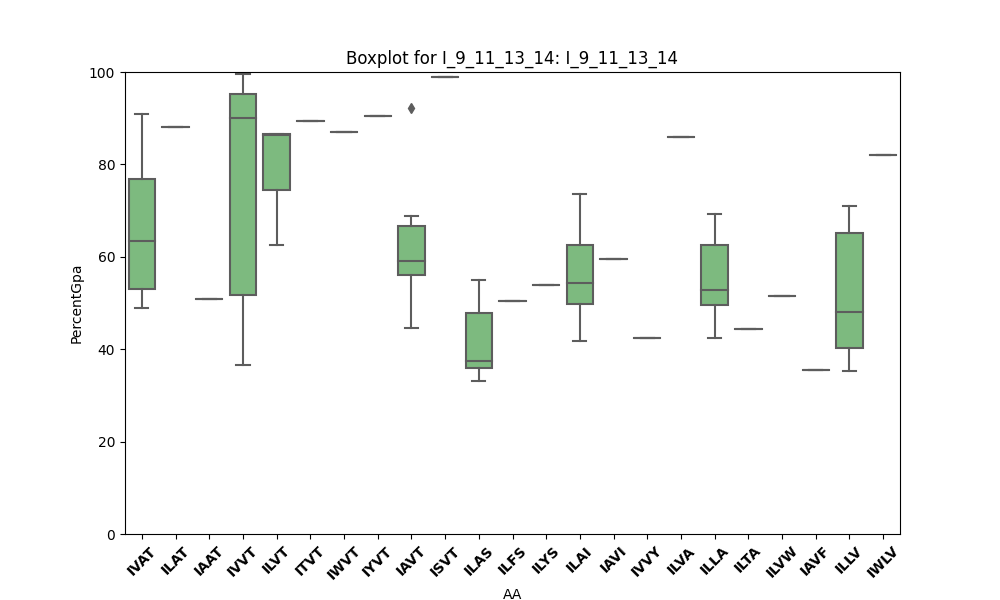 Boxplot for I_9_11_13_14: I_9_11_13_14
100
80
60
40
20
0
PercentGpa
IVAT ILAT IAAT IVVT ILVT ITVT IWVT IYVT IAVT ISVT ILAS ILFS ILYS ILAI IAVI IVVY ILVA ILLA ILTA ILVW IAVF ILLV IWLV
AA